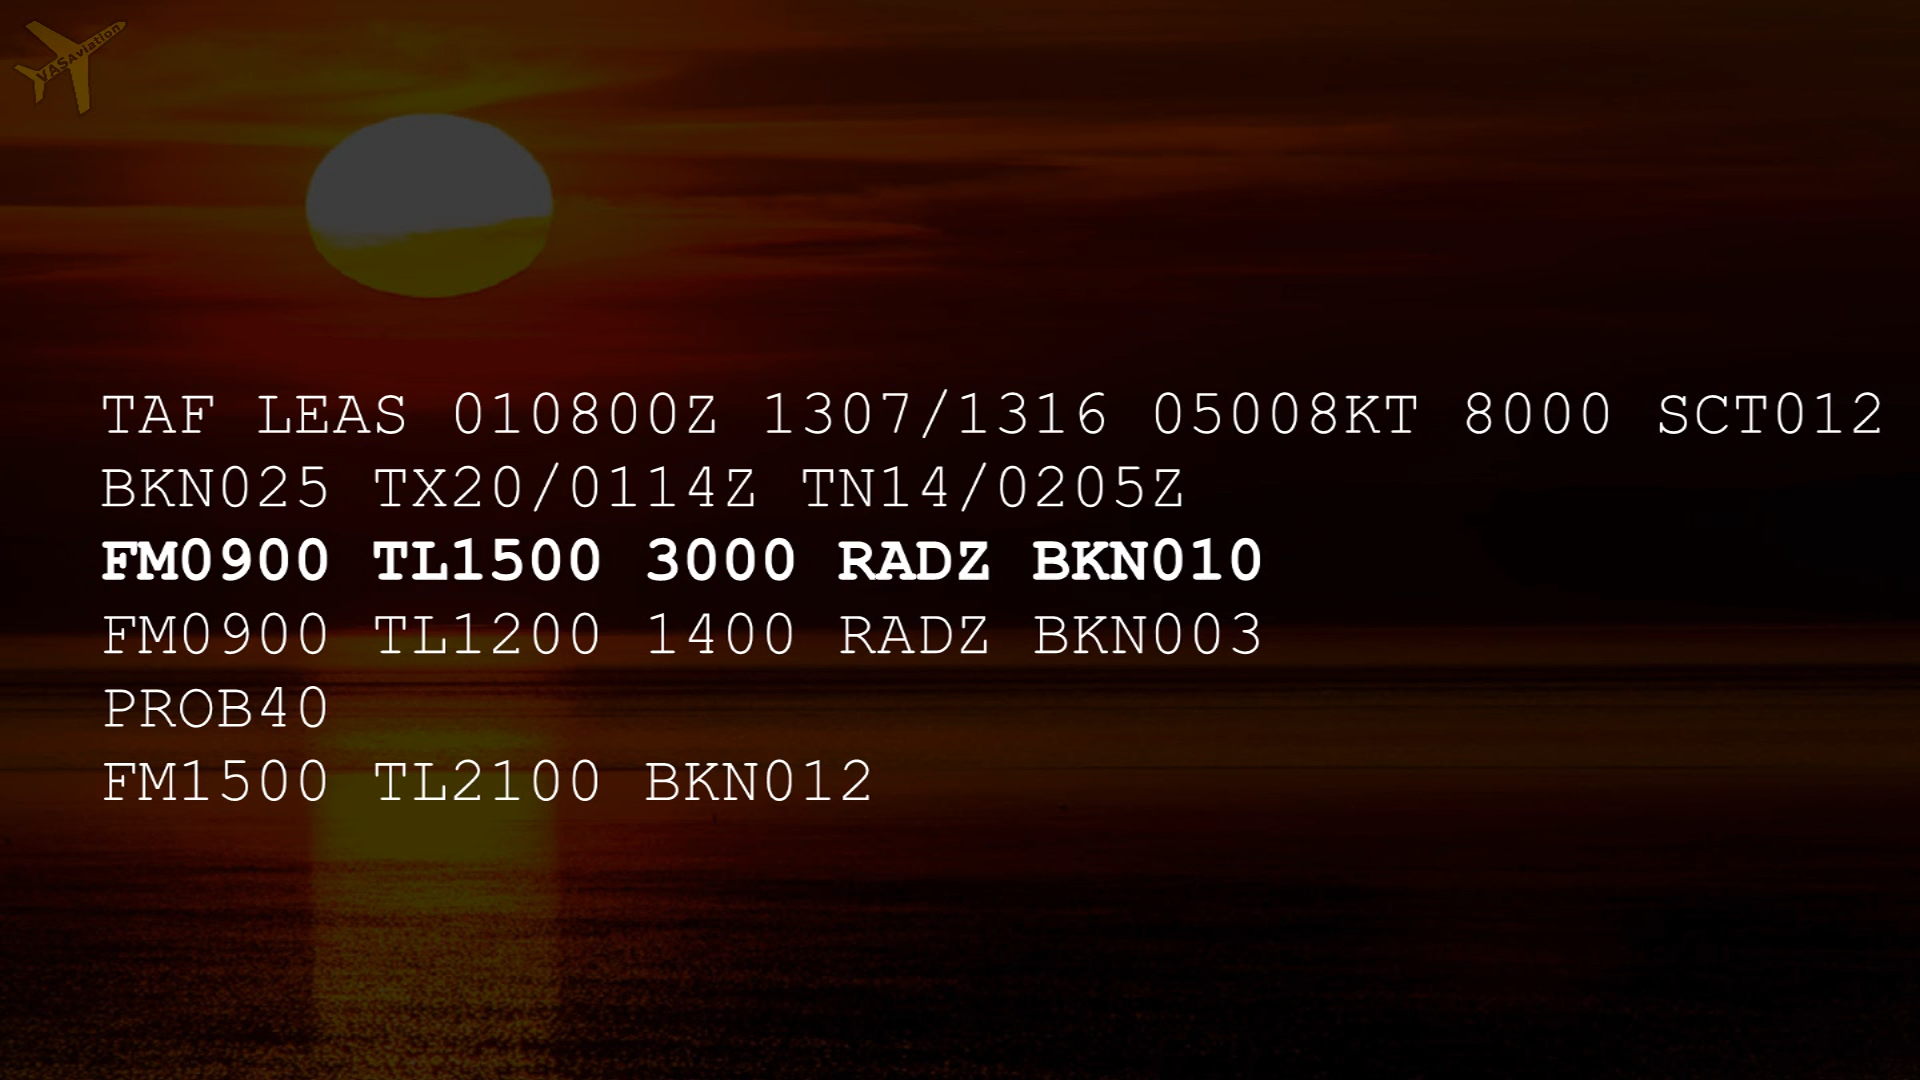 VASAviation
TAF LEAS 010800Z 1307/1316 05008KT 8000 SCT012
BKN025 TX20/0114Z TN14/0205Z
FM0900 TL1500 3000 RADZ BKN010
FM0900 TL1200 1400 RADZ BKN003
PROB40
FM1500 TL2100 BKN012